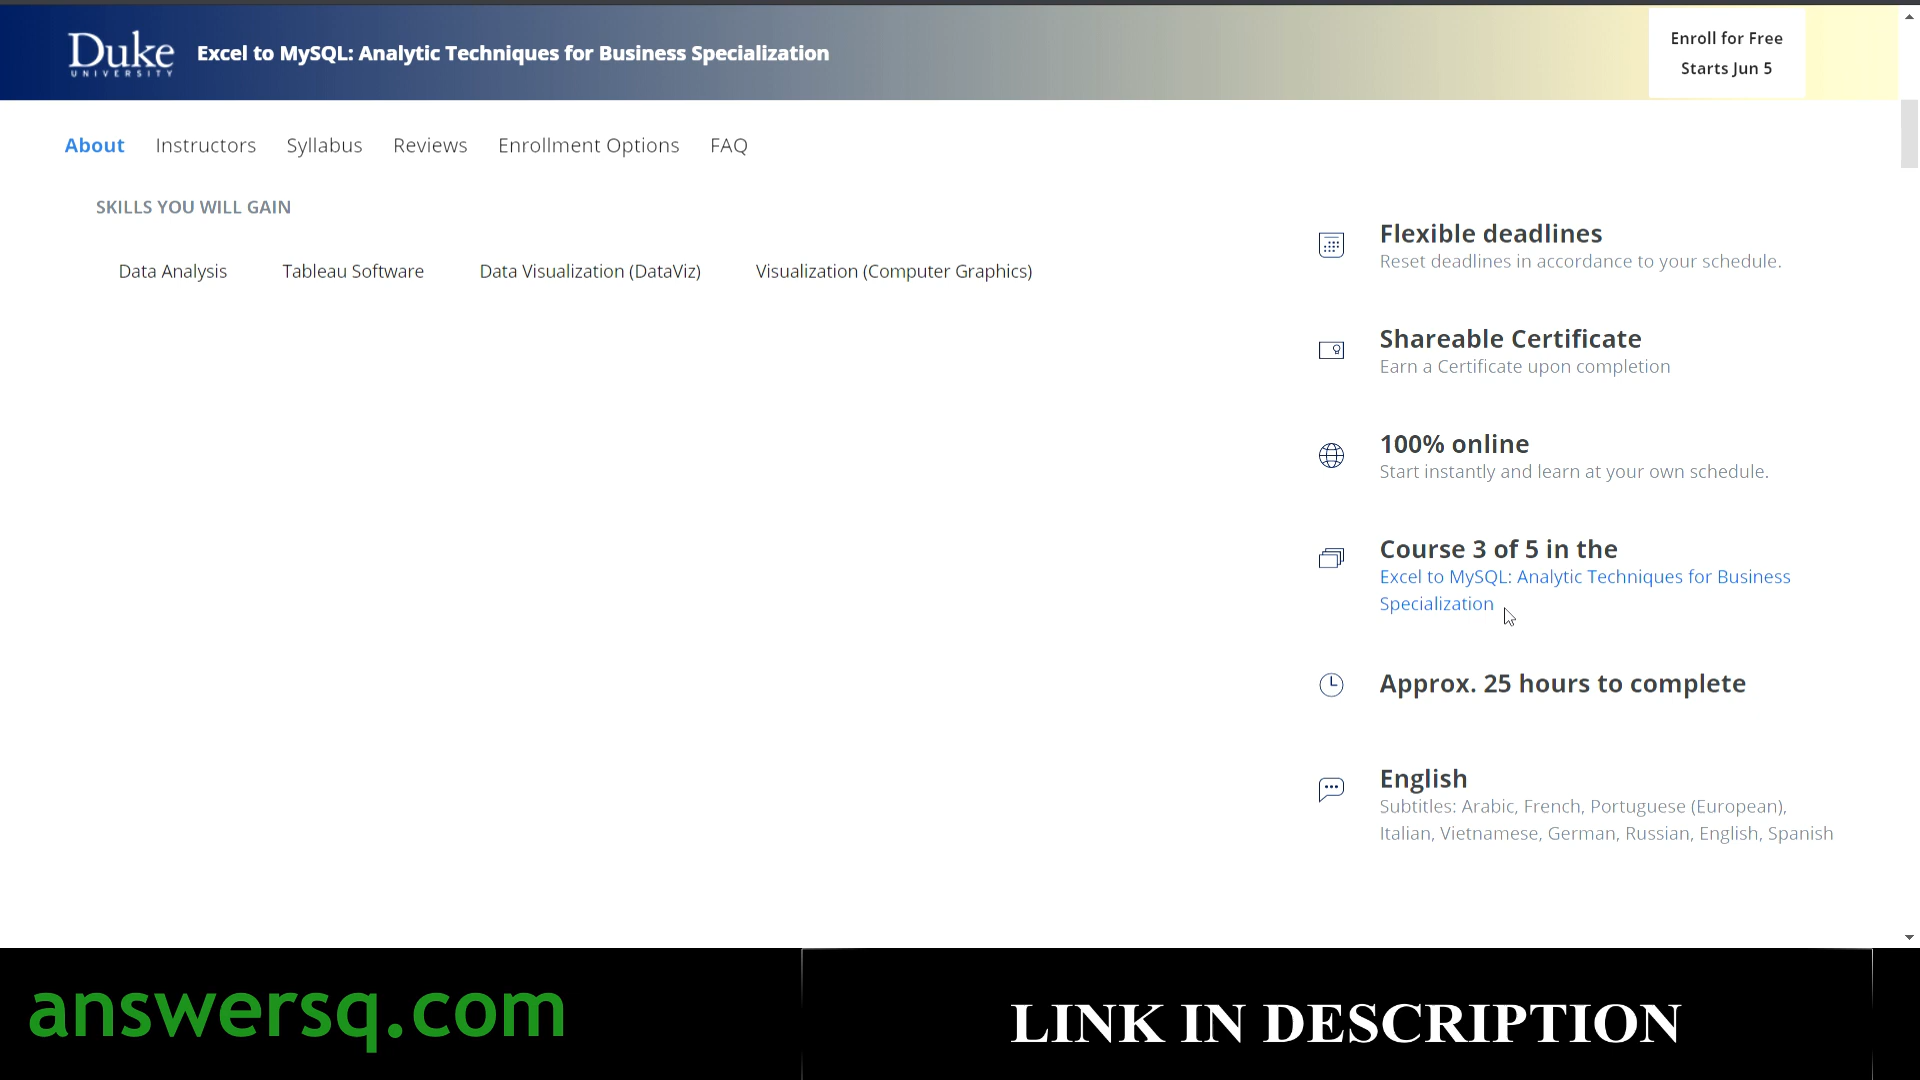 Duke
UNIVERSITY
Excel to MySQL: Analytic Techniques for Business Specialization
Enroll for Free
Starts Jun 5
About Instructors Syllabus Reviews Enrollment Options FAQ
SKILLS YOU WILL GAIN
Data Analysis Tableau Software Data Visualization (DataViz) Visualization (Computer Graphics)
Flexible deadlines
Reset deadlines in accordance to your schedule.
Shareable Certificate
Earn a Certificate upon completion
100% online
Start instantly and learn at your own schedule.
Course 3 of 5 in the
Excel to MySQL: Analytic Techniques for Business
Specialization
Approx. 25 hours to complete
English
Subtitles: Arabic, French, Portuguese (European),
Italian, Vietnamese, German, Russian, English, Spanish
answersq.com
LINK IN DESCRIPTION